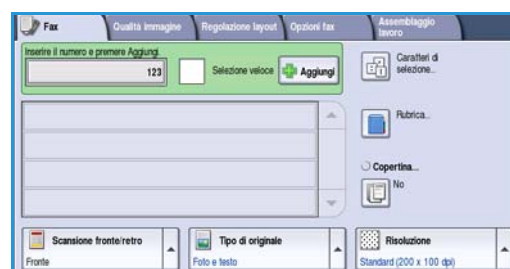 Fax
Qualità immagine
Regolazione layout
Opzioni fax
Assemblaggio
lavoro
Inserire il numero e premere Aggiungi.
123
Selezione veloce
Aggiungi
Caratteri di
selezione...
Rubrica...
Copertina...
No
Scansione fronte/retro
Fronte
Tipo di originale
Foto e testo
Risoluzione
Standard (200 x 100 dpi)